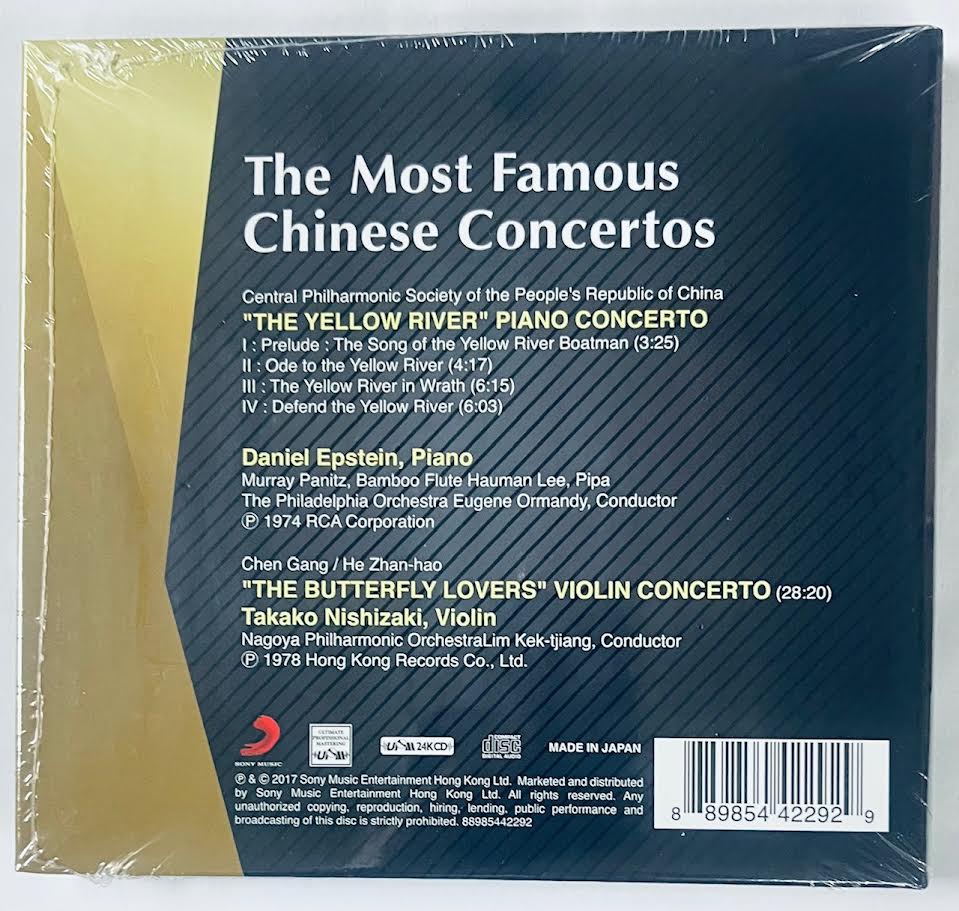 The Most Famous
Chinese Concertos
Central Philharmonic Society of the People's Republic of China
"THE YELLOW RIVER" PIANO CONCERTO
I : Prelude : The Song of the Yellow River Boatman (3:25)
II : Ode to the Yellow River (4:17)
III : The Yellow River in Wrath (6:15)
IV : Defend the Yellow River (6:03)
Daniel Epstein, Piano
Murray Panitz, Bamboo Flute Hauman Lee, Pipa
The Philadelphia Orchestra Eugene Ormandy, Conductor
℗ 1974 RCA Corporation
Chen Gang / He Zhan-hao
"THE BUTTERFLY LOVERS" VIOLIN CONCERTO (28:20)
Takako Nishizaki, Violin
Nagoya Philharmonic OrchestraLim Kek-tjiang, Conductor
℗ 1978 Hong Kong Records Co., Ltd.
SONY MUSIC
ULTIMATE
PROFESSIONAL
MASTERING
24K CD
COMPACT
disc
DIGITAL AUDIO
MADE IN JAPAN
℗ & © 2017 Sony Music Entertainment Hong Kong Ltd. Marketed and distributed
by Sony Music Entertainment Hong Kong Ltd. All rights reserved. Any
unauthorized copying, reproduction, hiring, lending, public performance and
broadcasting of this disc is strictly prohibited. 88985442292
8 89854 42292 9